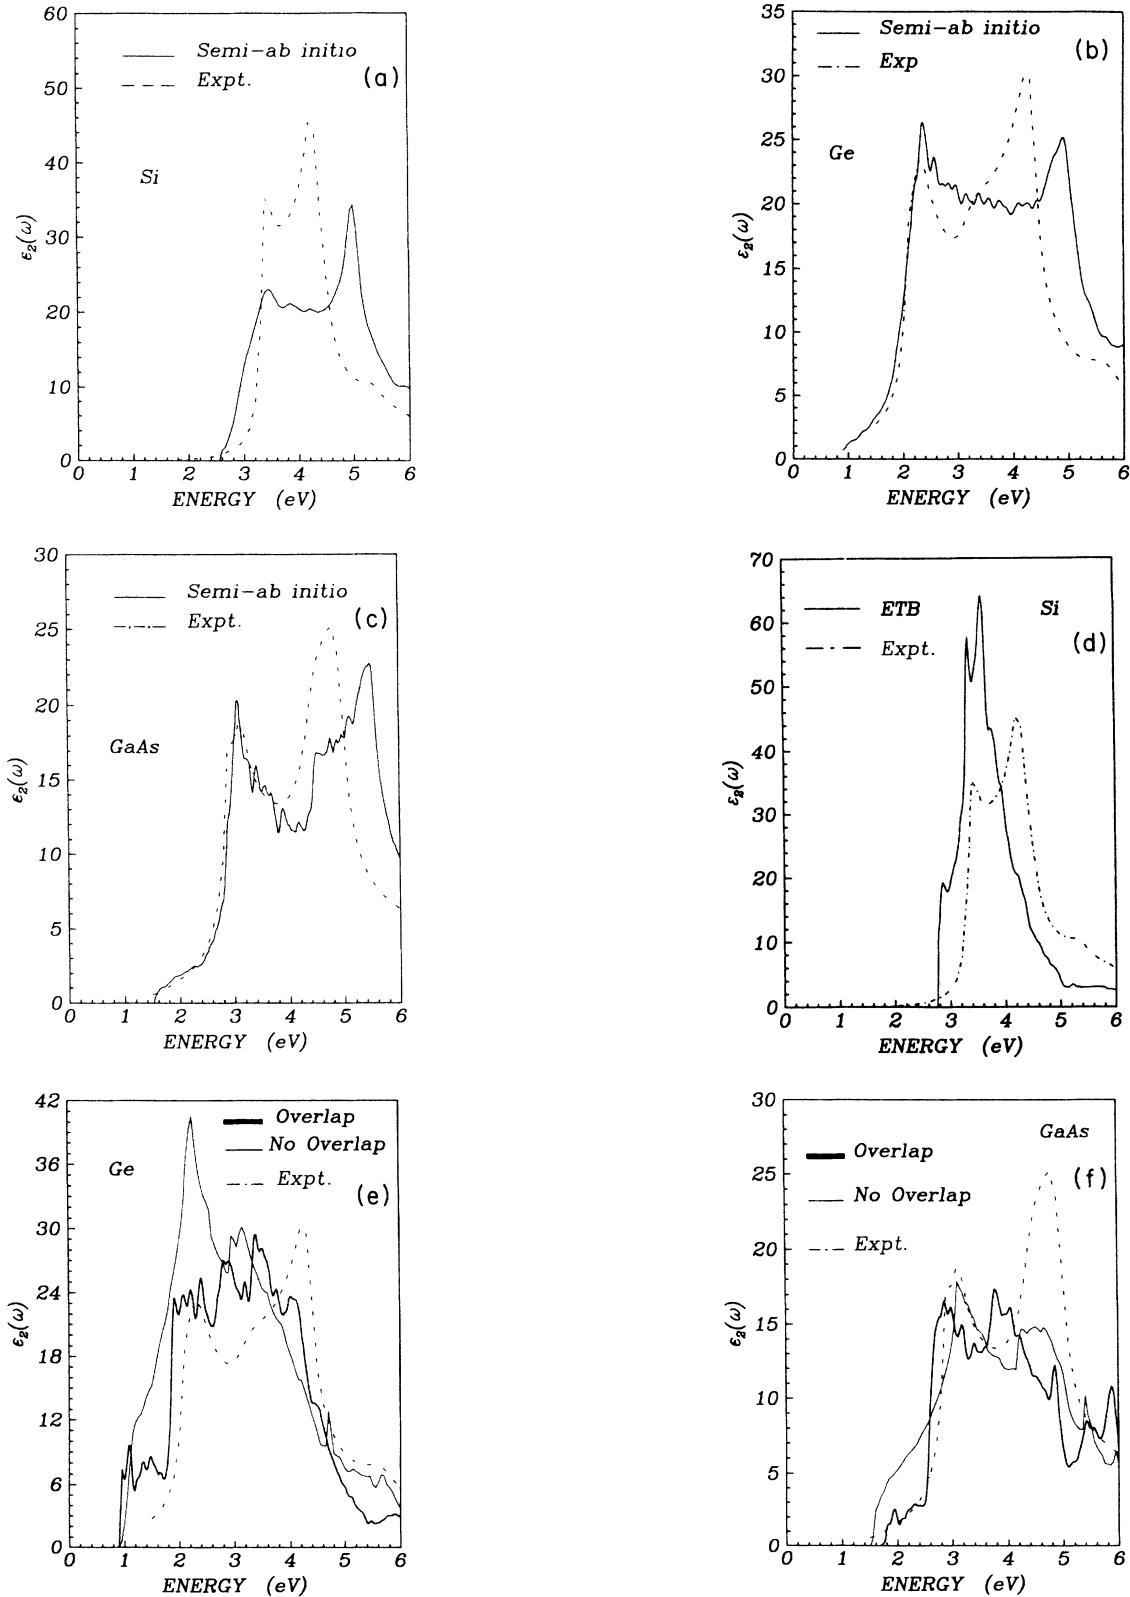 60
50
40
30
20
10
0
ε₂(ω)
Semi-ab initio
Expt.
(a)
Si
0 1 2 3 4 5 6
ENERGY (eV)
35
30
25
20
15
10
5
0
ε₂(ω)
Semi-ab initio
Exp
(b)
Ge
0 1 2 3 4 5 6
ENERGY (eV)
30
25
20
15
10
5
0
ε₂(ω)
Semi-ab initio
Expt.
(c)
GaAs
0 1 2 3 4 5 6
ENERGY (eV)
70
60
50
40
30
20
10
0
ε₂(ω)
ETB
Si
Expt.
(d)
0 1 2 3 4 5 6
ENERGY (eV)
42
36
30
24
18
12
6
0
ε₂(ω)
Overlap
No Overlap
Ge
Expt.
(e)
0 1 2 3 4 5 6
ENERGY (eV)
30
25
20
15
10
5
0
ε₂(ω)
GaAs
Overlap
(f)
No Overlap
Expt.
0 1 2 3 4 5 6
ENERGY (eV)